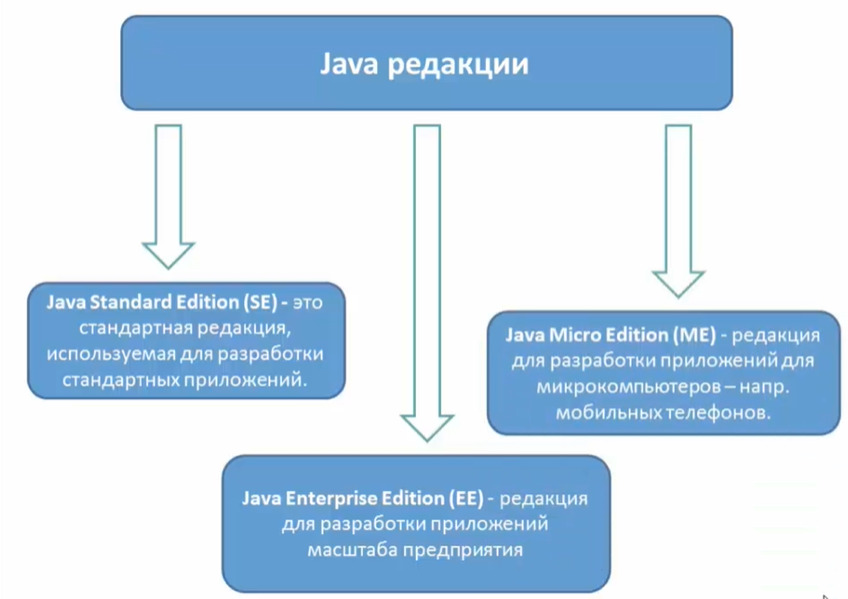 Java редакции
Java Standard Edition (SE) - это
стандартная редакция,
используемая для разработки
стандартных приложений.
Java Micro Edition (ME) - редакция
для разработки приложений для
микрокомпьютеров – напр.
мобильных телефонов.
Java Enterprise Edition (EE) - редакция
для разработки приложений
масштаба предприятия